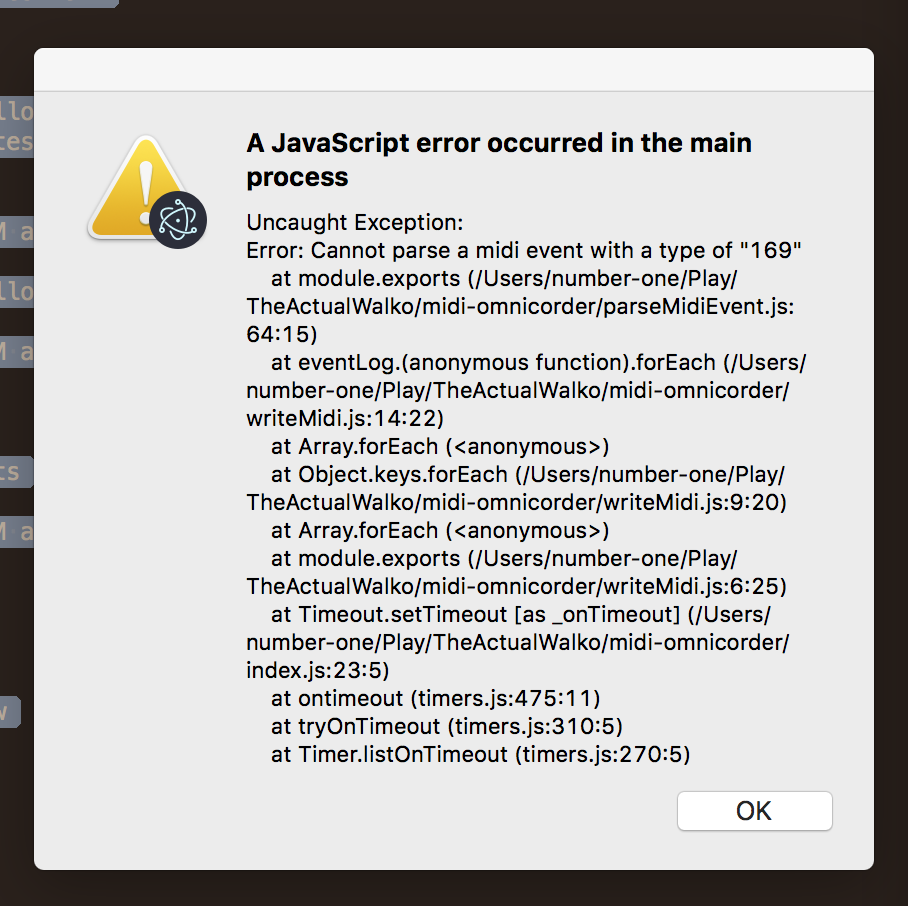 llo
tes
M a
llo
M a
ts
M a
w
A JavaScript error occurred in the main
process
Uncaught Exception:
Error: Cannot parse a midi event with a type of "169"
at module.exports (/Users/number-one/Play/
TheActualWalko/midi-omnicorder/parseMidiEvent.js:
64:15)
at eventLog.(anonymous function).forEach (/Users/
number-one/Play/TheActualWalko/midi-omnicorder/
writeMidi.js:14:22)
at Array.forEach (<anonymous>)
at Object.keys.forEach (/Users/number-one/Play/
TheActualWalko/midi-omnicorder/writeMidi.js:9:20)
at Array.forEach (<anonymous>)
at module.exports (/Users/number-one/Play/
TheActualWalko/midi-omnicorder/writeMidi.js:6:25)
at Timeout.setTimeout [as _onTimeout] (/Users/
number-one/Play/TheActualWalko/midi-omnicorder/
index.js:23:5)
at ontimeout (timers.js:475:11)
at tryOnTimeout (timers.js:310:5)
at Timer.listOnTimeout (timers.js:270:5)
OK